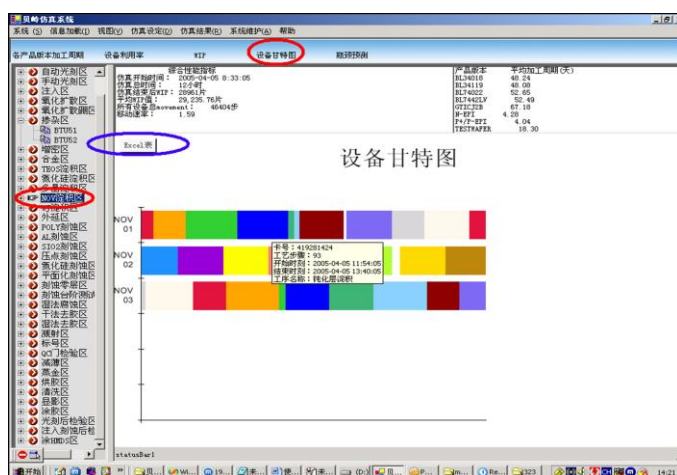 贝岭仿真系统
系统 (S) 信息加载(I) 视图(V) 仿真设定(O) 仿真结果(R) 系统维护(A) 帮助
各产品版本加工周期 设备利用率 WIP 设备甘特图 瓶颈预测
综合性能指标
仿真开始时间： 2005-04-05 8:33:05
仿真总时间： 12小时
仿真结束后WIP： 28961片
平均WIP值： 29,235.76片
所有设备总movement： 46404步
移动速率： 1.59
产品版本 平均加工周期(天)
BL34018 48.24
BL34119 48.08
BL74022 52.65
BL7442LV 52.49
GTICJ2B 67.18
N-EPI 4.28
P+/P-EPI 4.04
TESTWAFER 18.30
自动光刻区
手动光刻区
注入区
氧化扩散区
氧化扩散圈区
掺杂区
BTU51
BTU52
增密区
合金区
TEOS淀积区
氮化硅淀积区
NOV淀积区
外延区
POLY刻蚀区
AL刻蚀区
SIO2刻蚀区
压点刻蚀区
氮化硅刻蚀区
平面化刻蚀区
刻蚀零层区
刻蚀台阶测试
湿法腐蚀区
干法去胶区
湿法去胶区
溅射区
标号区
QC门检验区
减薄区
蒸金区
烘胶区
清洗区
显影区
涂胶区
光刻后检验区
注入刻蚀后检
涂HMDS区
Excel表
设备甘特图
NOV
01
NOV
02
NOV
03
卡号：419281424
工艺步骤：93
开始时刻：2005-04-05 11:54:05
结束时刻：2005-04-05 13:40:05
工序名称：钝化层淀积
statusBar1
开始
14:21